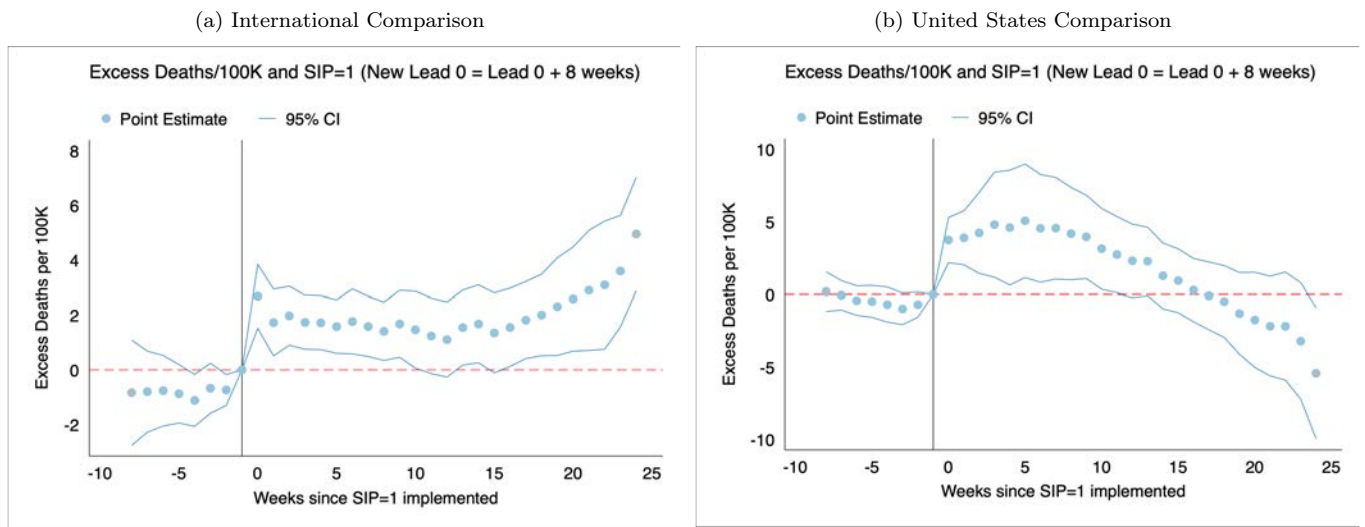 (a) International Comparison
Excess Deaths/100K and SIP=1 (New Lead 0 = Lead 0 + 8 weeks)
Point Estimate 95% CI
Excess Deaths per 100K
8
6
4
2
0
-2
-10 -5 0 5 10 15 20 25
Weeks since SIP=1 implemented
(b) United States Comparison
Excess Deaths/100K and SIP=1 (New Lead 0 = Lead 0 + 8 weeks)
Point Estimate 95% CI
Excess Deaths per 100K
10
5
0
-5
-10
-10 -5 0 5 10 15 20 25
Weeks since SIP=1 implemented